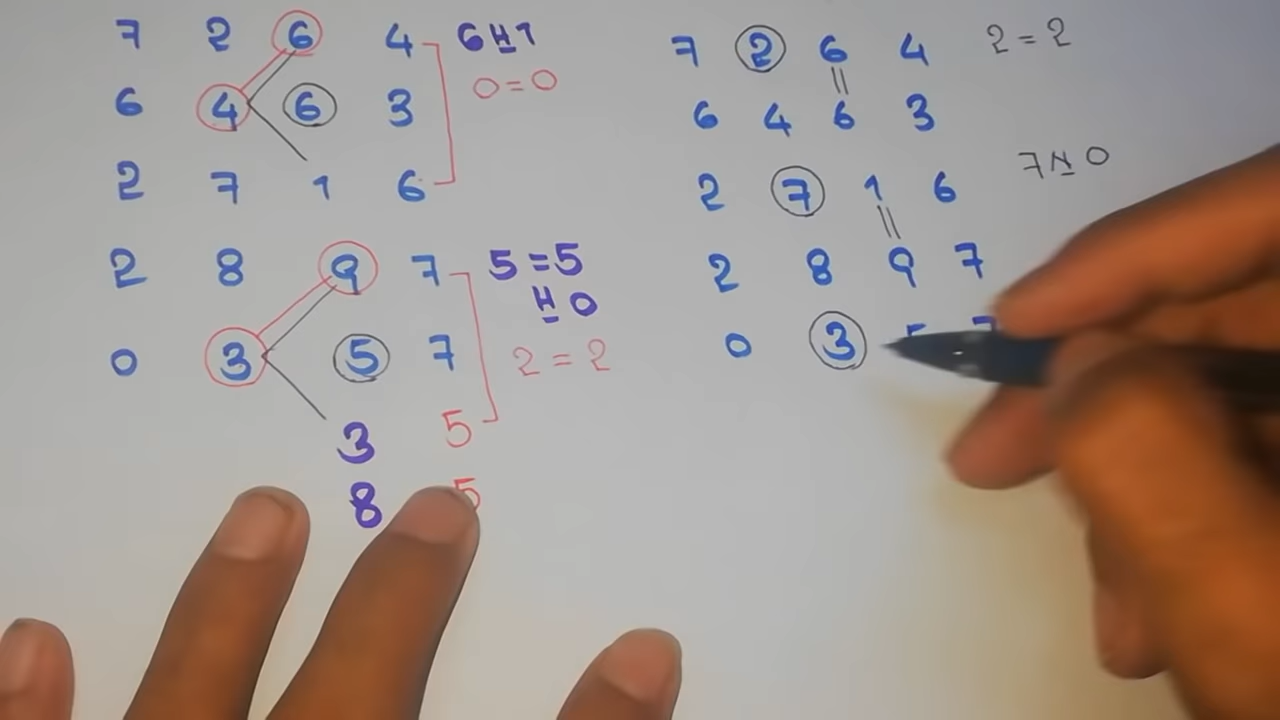 7 2 6 4 6 H 1
0 = 0
6 4 6 3
2 7 1 6
2 8 9 7 5 = 5
H 0
0 3 5 7 2 = 2
3 5
8 5
7 2 6 4 2 = 2
6 4 6 3
2 7 1 6 7 H 0
2 8 9 7
0 3